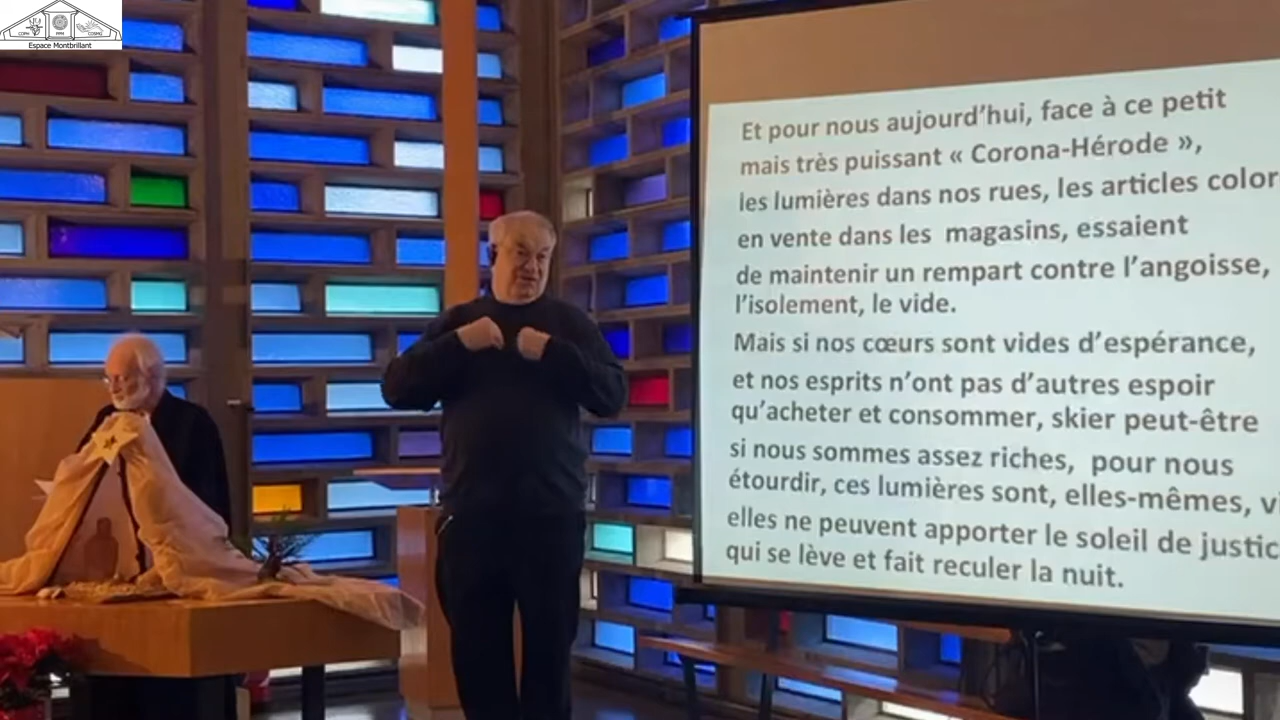 COPH PPH COSMG
Espace Montbrillant
Et pour nous aujourd’hui, face à ce petit
mais très puissant « Corona-Hérode »,
les lumières dans nos rues, les articles color
en vente dans les magasins, essaient
de maintenir un rempart contre l’angoisse,
l’isolement, le vide.
Mais si nos cœurs sont vides d’espérance,
et nos esprits n’ont pas d’autres espoir
qu’acheter et consommer, skier peut-être
si nous sommes assez riches, pour nous
étourdir, ces lumières sont, elles-mêmes, v
elles ne peuvent apporter le soleil de justic
qui se lève et fait reculer la nuit.